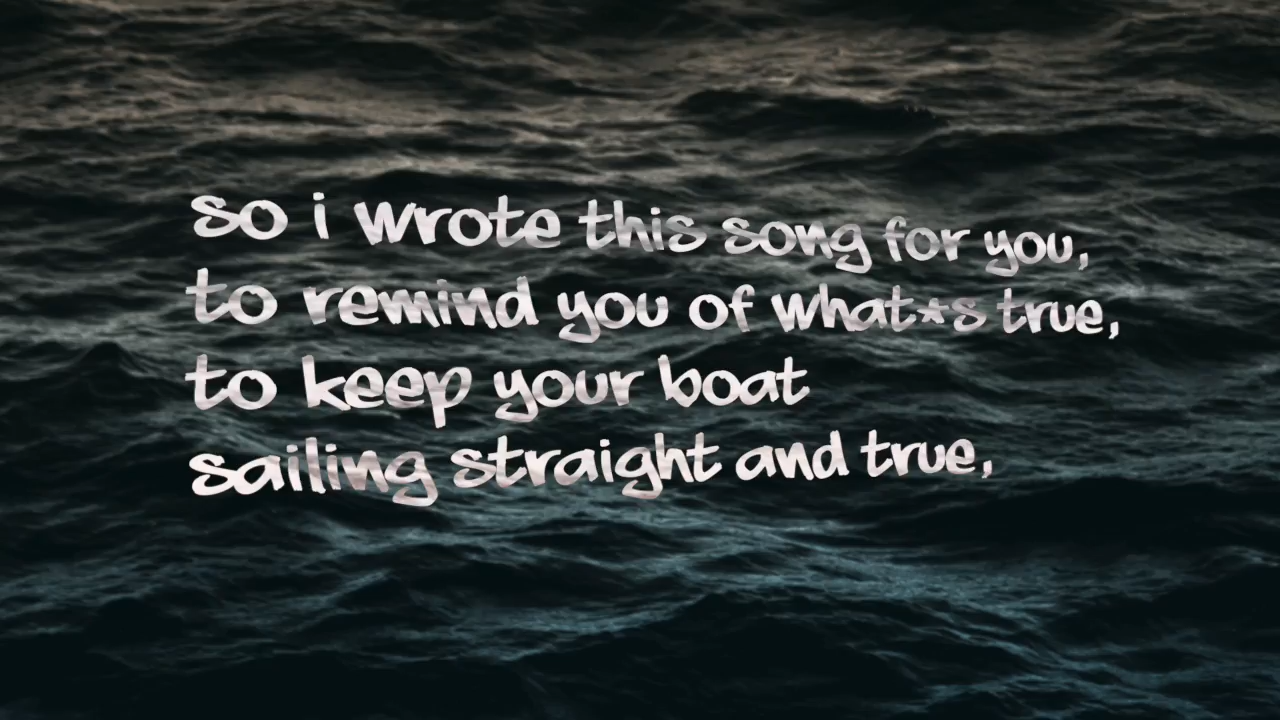 so i wrote this song for you,
to remind you of what*s true,
to keep your boat
sailing straight and true,